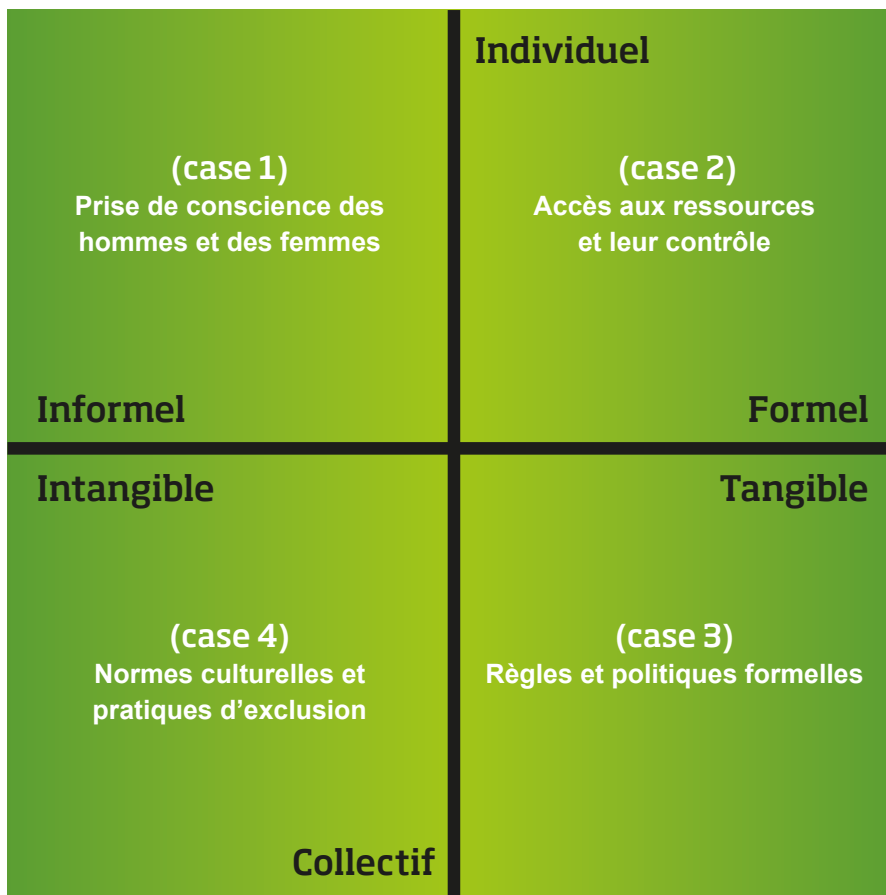 Individuel
(case 1)
Prise de conscience des
hommes et des femmes
(case 2)
Accès aux ressources
et leur contrôle
Informel
Formel
Intangible
Tangible
(case 4)
Normes culturelles et
pratiques d'exclusion
(case 3)
Règles et politiques formelles
Collectif